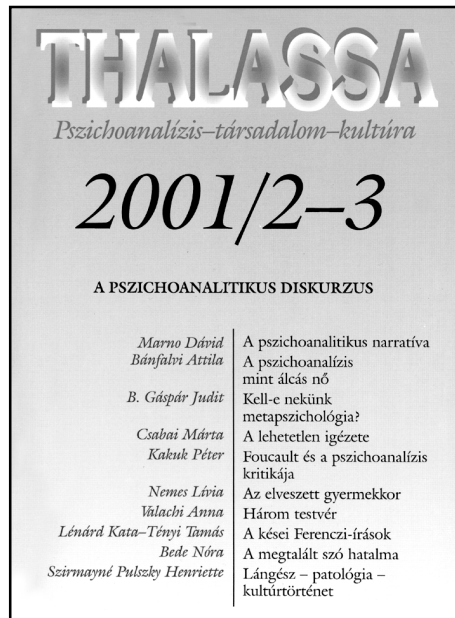 THALASSA
Pszichoanalízis–társadalom–kultúra
2001/2–3
A PSZICHOANALITIKUS DISKURZUS
Marno Dávid A pszichoanalitikus narratíva
Bánfalvi Attila A pszichoanalízis
mint álcás nő
B. Gáspár Judit Kell-e nekünk
metapszichológia?
Csabai Márta A lehetetlen igézete
Kakuk Péter Foucault és a pszichoanalízis
kritikája
Nemes Lívia Az elveszett gyermekkor
Valachi Anna Három testvér
Lénárd Kata–Tényi Tamás A kései Ferenczi-írások
Bede Nóra A megtalált szó hatalma
Szirmayné Pulszky Henriette Lángész – patológia –
kultúrtörténet